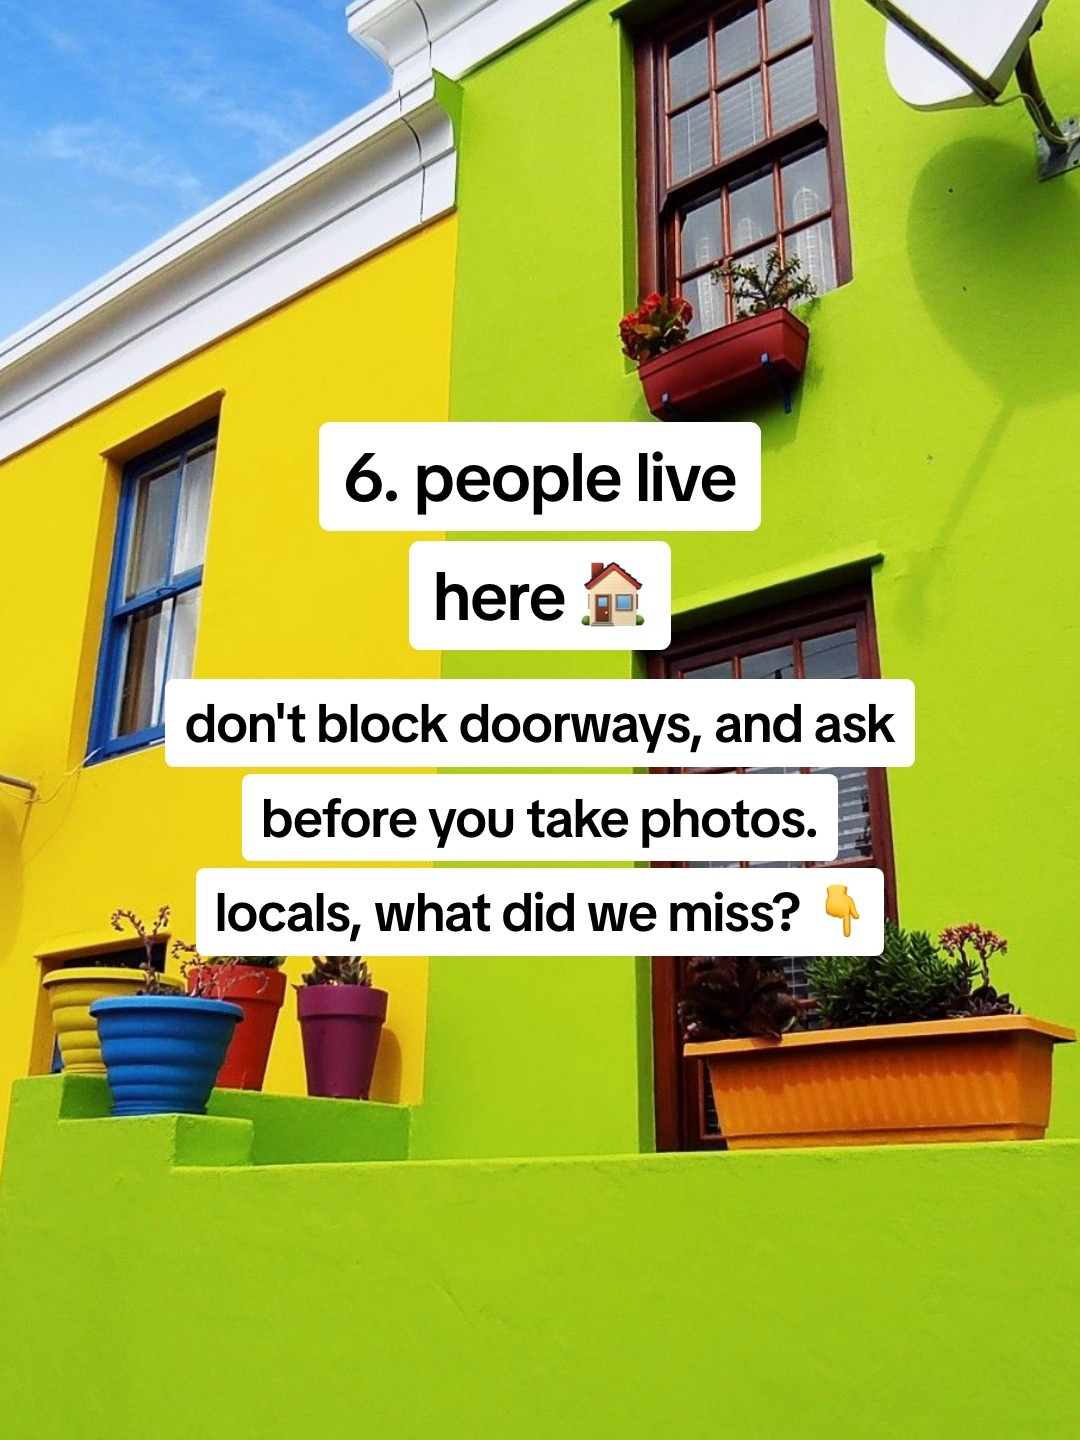 6. people live
here 🏠
don't block doorways, and ask
before you take photos.
locals, what did we miss? 👇